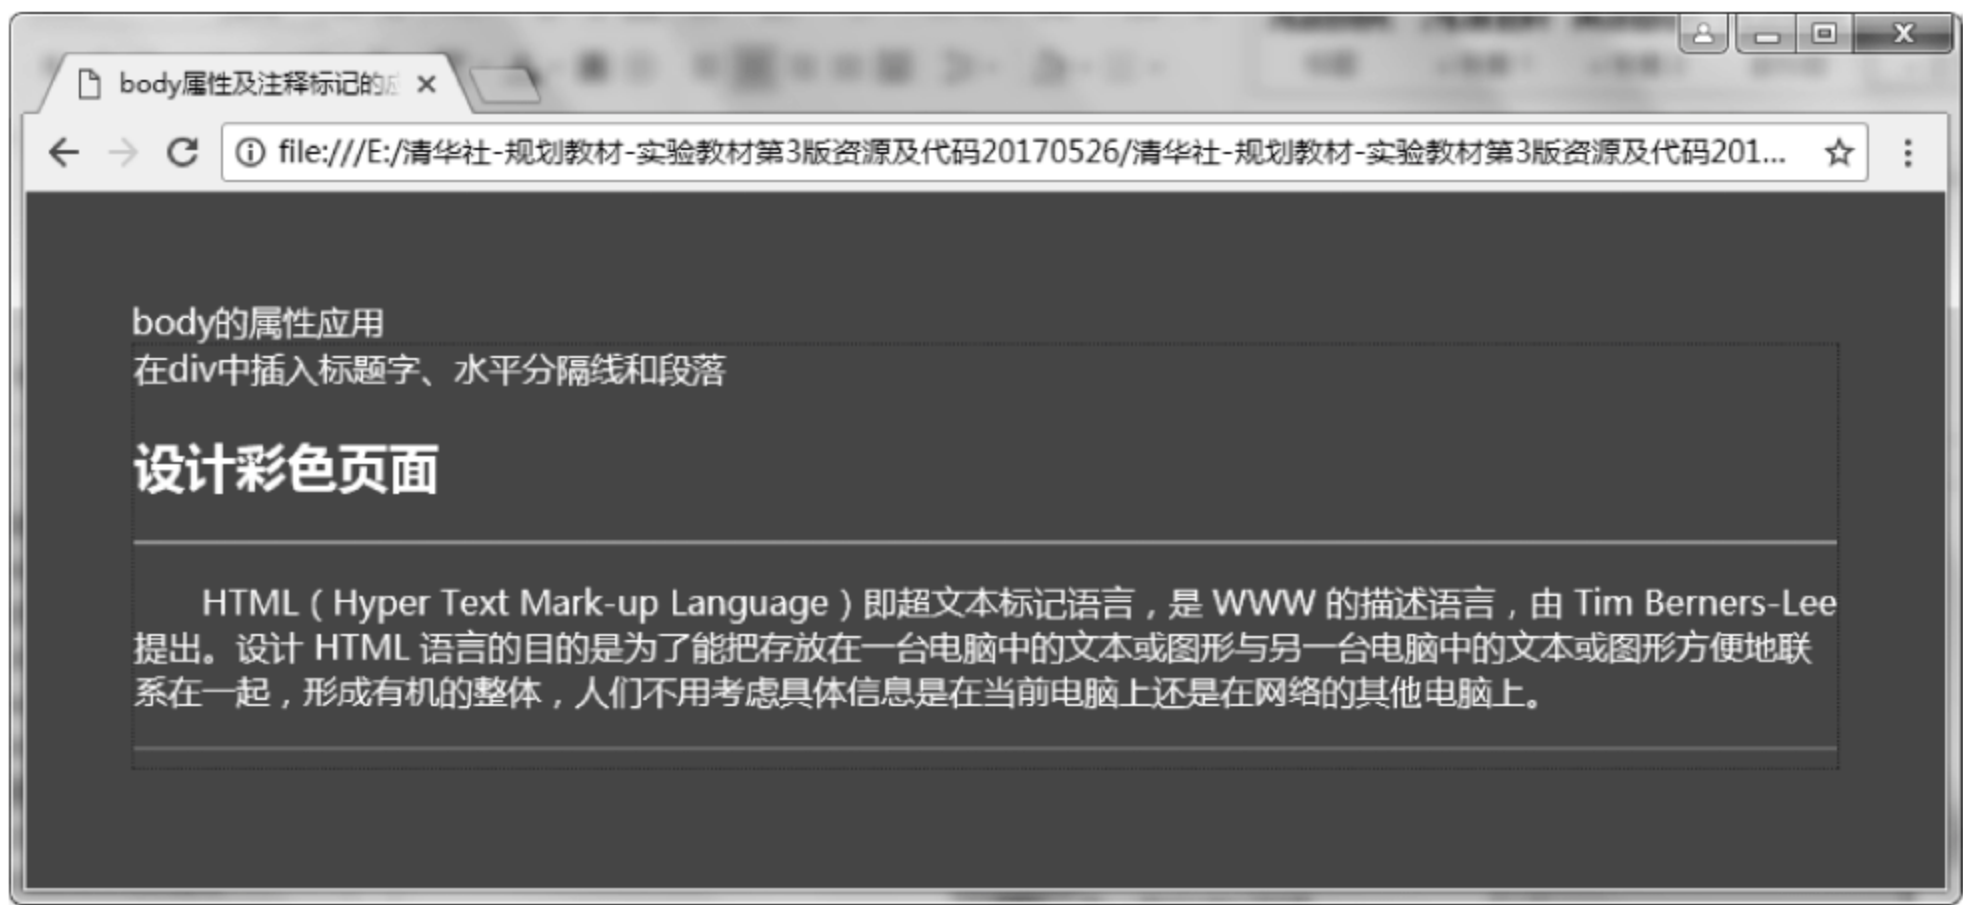 body属性及注释标记的
file:///E:/清华社-规划教材-实验教材第3版资源及代码20170526/清华社-规划教材-实验教材第3版资源及代码201...
body的属性应用
在div中插入标题字、水平分隔线和段落
设计彩色页面
HTML（Hyper Text Mark-up Language）即超文本标记语言，是 WWW 的描述语言，由 Tim Berners-Lee
提出。设计 HTML 语言的目的是为了能把存放在一台电脑中的文本或图形与另一台电脑中的文本或图形方便地联
系在一起，形成有机的整体，人们不用考虑具体信息是在当前电脑上还是在网络的其他电脑上。